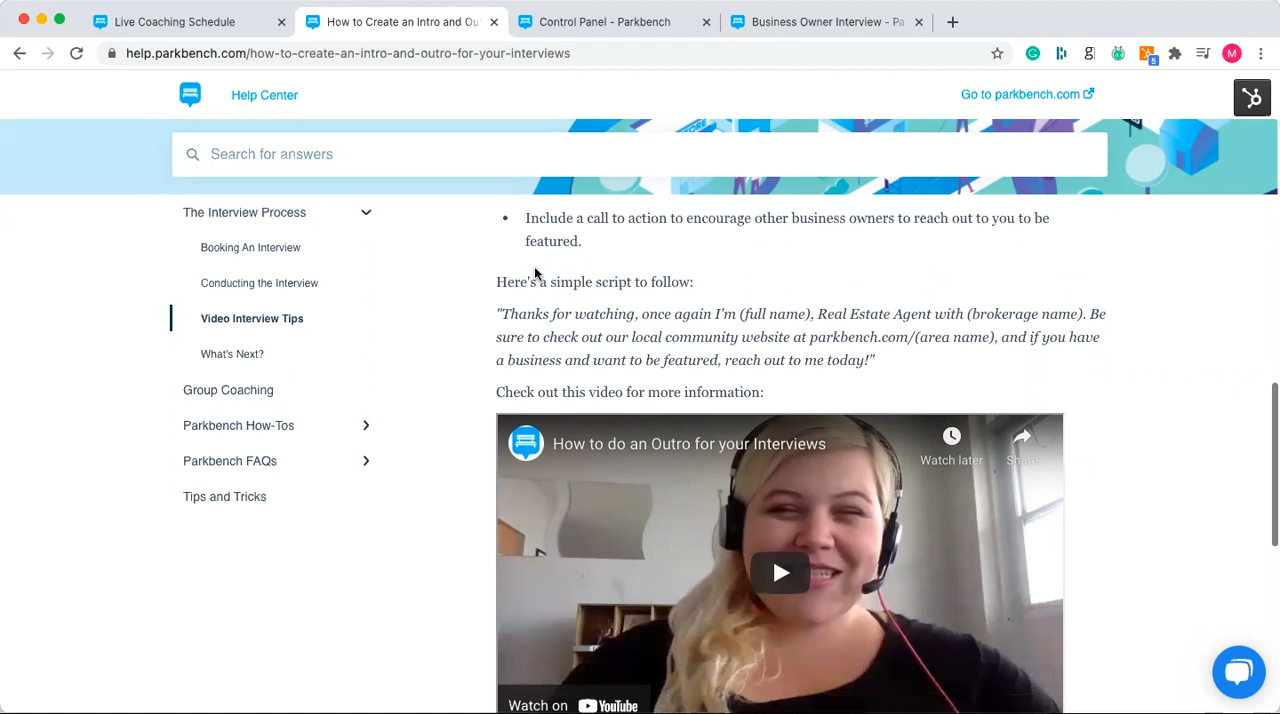 Live Coaching Schedule
How to Create an Intro and Ou
Control Panel - Parkbench
Business Owner Interview - Pa
help.parkbench.com/how-to-create-an-intro-and-outro-for-your-interviews
5
M
Help Center
Go to parkbench.com
Search for answers
The Interview Process
Booking An Interview
Conducting the Interview
Video Interview Tips
What's Next?
Group Coaching
Parkbench How-Tos
Parkbench FAQs
Tips and Tricks
Include a call to action to encourage other business owners to reach out to you to be
featured.
Here's a simple script to follow:
"Thanks for watching, once again I'm (full name), Real Estate Agent with (brokerage name). Be
sure to check out our local community website at parkbench.com/(area name), and if you have
a business and want to be featured, reach out to me today!"
Check out this video for more information:
How to do an Outro for your Interviews
Watch later
Share
Watch on YouTube